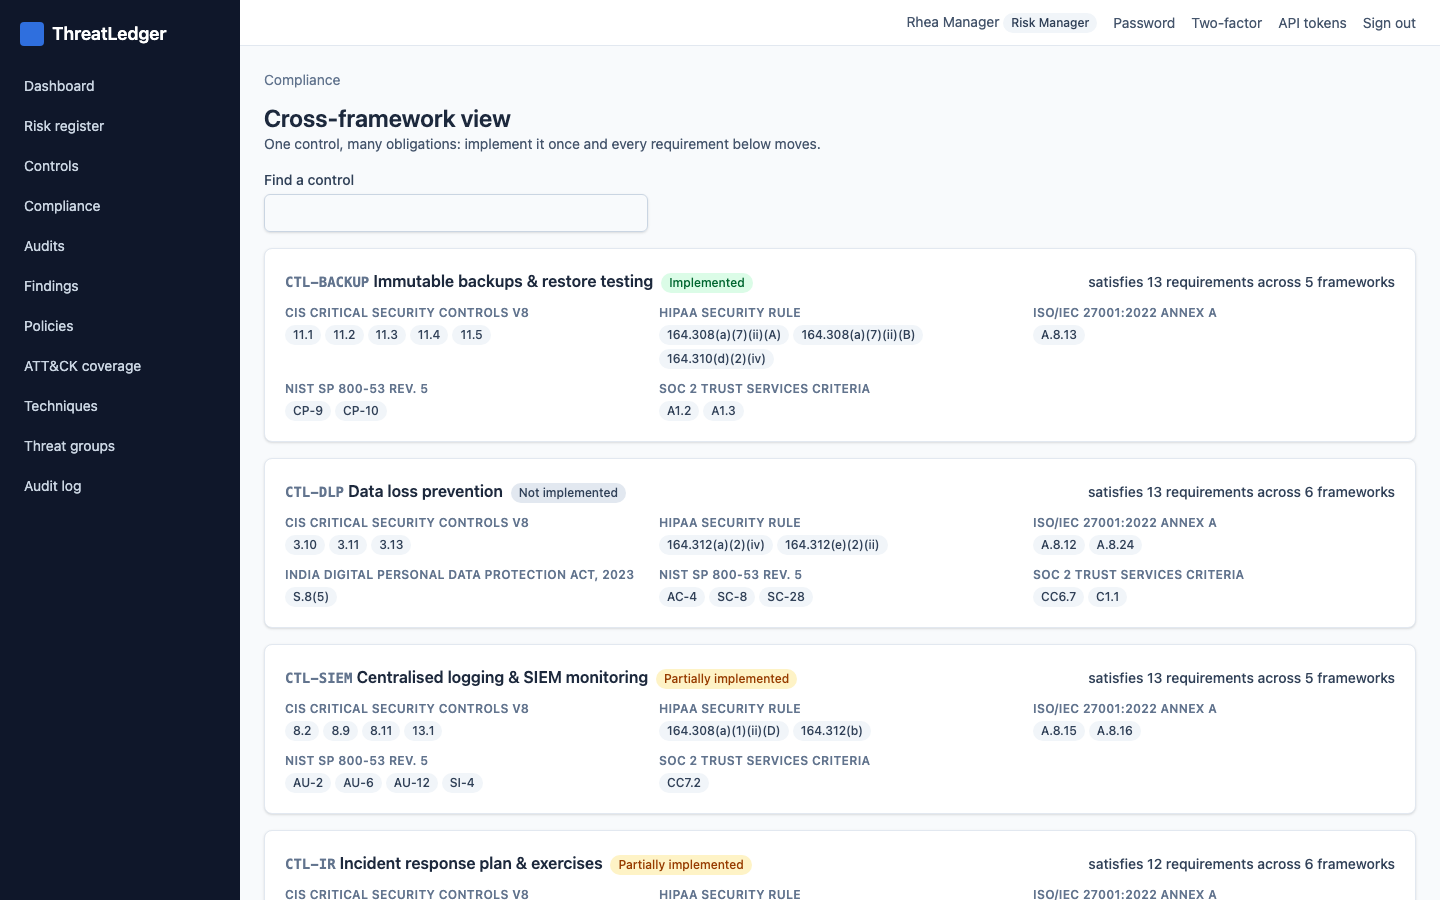 ThreatLedger
Dashboard
Risk register
Controls
Compliance
Audits
Findings
Policies
ATT&CK coverage
Techniques
Threat groups
Audit log
Rhea Manager Risk Manager Password Two-factor API tokens Sign out
Compliance
Cross-framework view
One control, many obligations: implement it once and every requirement below moves.
Find a control
CTL-BACKUP Immutable backups & restore testing Implemented satisfies 13 requirements across 5 frameworks
CIS CRITICAL SECURITY CONTROLS V8
11.1 11.2 11.3 11.4 11.5
HIPAA SECURITY RULE
164.308(a)(7)(ii)(A) 164.308(a)(7)(ii)(B)
164.310(d)(2)(iv)
ISO/IEC 27001:2022 ANNEX A
A.8.13
NIST SP 800-53 REV. 5
CP-9 CP-10
SOC 2 TRUST SERVICES CRITERIA
A1.2 A1.3
CTL-DLP Data loss prevention Not implemented satisfies 13 requirements across 6 frameworks
CIS CRITICAL SECURITY CONTROLS V8
3.10 3.11 3.13
HIPAA SECURITY RULE
164.312(a)(2)(iv) 164.312(e)(2)(ii)
ISO/IEC 27001:2022 ANNEX A
A.8.12 A.8.24
INDIA DIGITAL PERSONAL DATA PROTECTION ACT, 2023
S.8(5)
NIST SP 800-53 REV. 5
AC-4 SC-8 SC-28
SOC 2 TRUST SERVICES CRITERIA
CC6.7 C1.1
CTL-SIEM Centralised logging & SIEM monitoring Partially implemented satisfies 13 requirements across 5 frameworks
CIS CRITICAL SECURITY CONTROLS V8
8.2 8.9 8.11 13.1
HIPAA SECURITY RULE
164.308(a)(1)(ii)(D) 164.312(b)
ISO/IEC 27001:2022 ANNEX A
A.8.15 A.8.16
NIST SP 800-53 REV. 5
AU-2 AU-6 AU-12 SI-4
SOC 2 TRUST SERVICES CRITERIA
CC7.2
CTL-IR Incident response plan & exercises Partially implemented satisfies 12 requirements across 6 frameworks
CIS CRITICAL SECURITY CONTROLS V8
HIPAA SECURITY RULE
ISO/IEC 27001:2022 ANNEX A